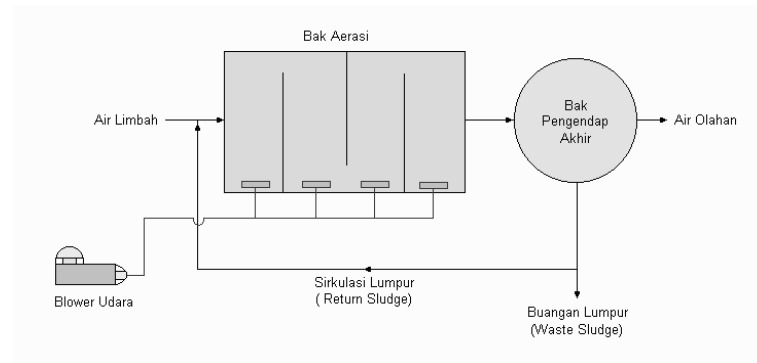 Bak Aerasi
Air Limbah
Bak
Pengendap
Akhir
Air Olahan
Blower Udara
Sirkulasi Lumpur
( Return Sludge)
Buangan Lumpur
(Waste Sludge)